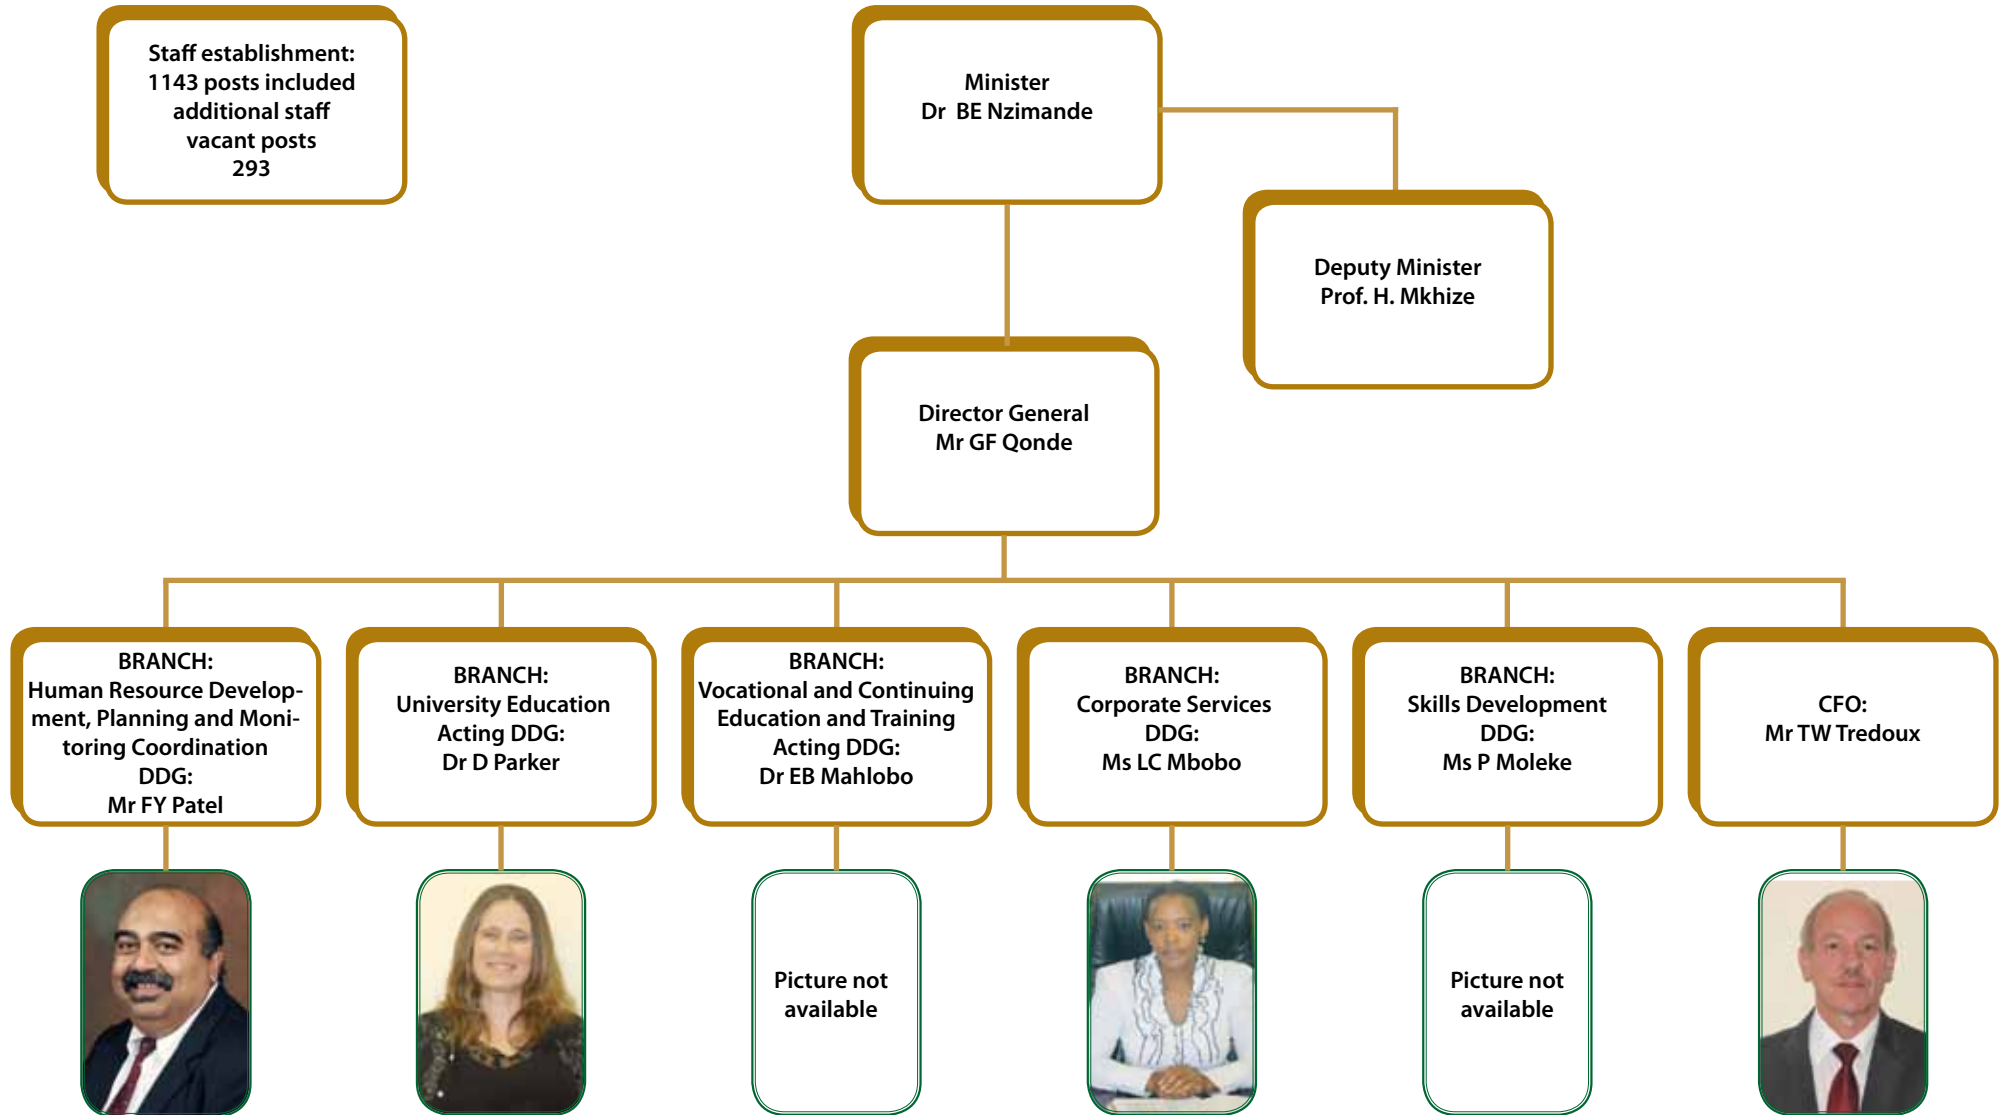 Staff establishment:
1143 posts included
additional staff
vacant posts
293
Minister
Dr BE Nzimande
Deputy Minister
Prof. H. Mkhize
Director General
Mr GF Qonde
BRANCH:
Human Resource Develop-
ment, Planning and Moni-
toring Coordination
DDG:
Mr FY Patel
BRANCH:
University Education
Acting DDG:
Dr D Parker
BRANCH:
Vocational and Continuing
Education and Training
Acting DDG:
Dr EB Mahlobo
BRANCH:
Corporate Services
DDG:
Ms LC Mbobo
BRANCH:
Skills Development
DDG:
Ms P Moleke
CFO:
Mr TW Tredoux
Picture not
available
Picture not
available